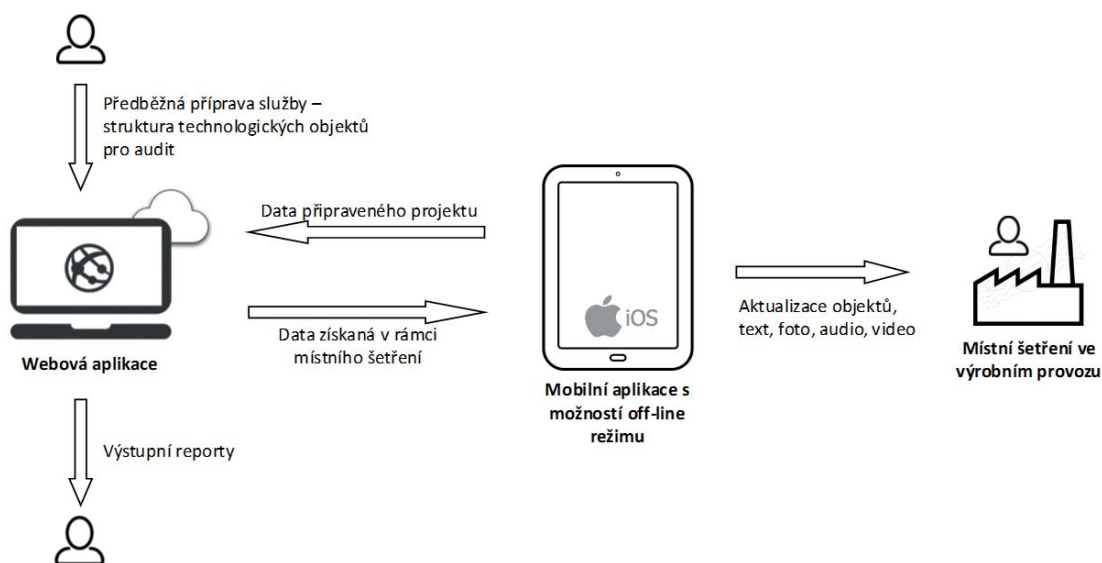 Předběžná příprava služby –
struktura technologických objektů
pro audit
Data připraveného projektu
Data získaná v rámci
místního šetření
Webová aplikace
iOS
Mobilní aplikace s
možností off-line
režimu
Aktualizace objektů,
text, foto, audio, video
Místní šetření ve
výrobním provozu
Výstupní reporty